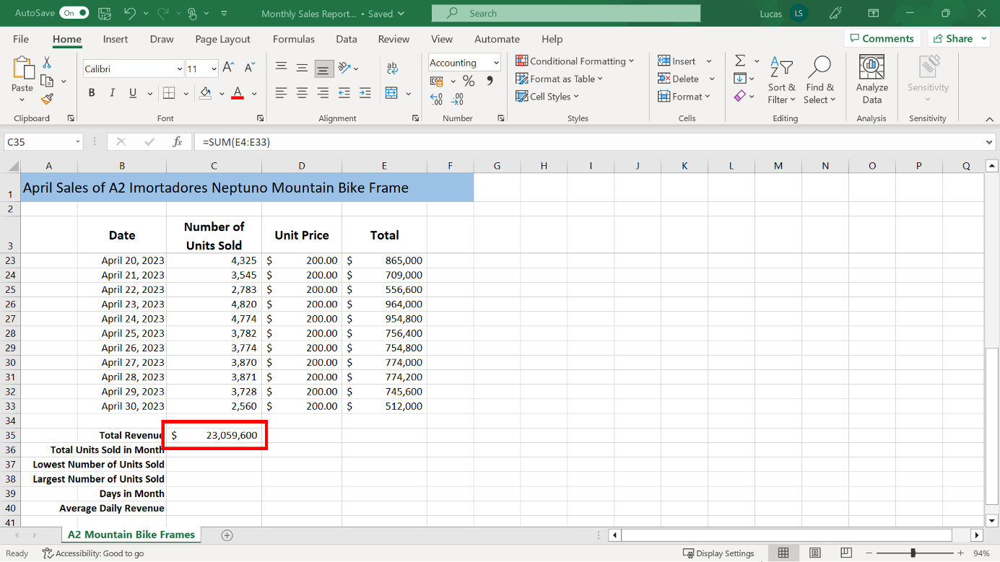 AutoSave On Monthly Sales Report... • Saved Search Lucas LS
File Home Insert Draw Page Layout Formulas Data Review View Automate Help Comments Share
Paste
Clipboard
Calibri 11
B I U A
Font
ab
Alignment
Accounting
% 9
.00 .00
Number
Conditional Formatting
Format as Table
Cell Styles
Styles
Insert
Delete
Format
Cells
Sort & Filter
Find & Select
Editing
Analyze Data
Analysis
Sensitivity
Sensitivity
C35 fx =SUM(E4:E33)
A B C D E F G H I J K L M N O P Q
1 April Sales of A2 Imortadores Neptuno Mountain Bike Frame
2
3 Date Number of Units Sold Unit Price Total
23 April 20, 2023 4,325 $ 200.00 $ 865,000
24 April 21, 2023 3,545 $ 200.00 $ 709,000
25 April 22, 2023 2,783 $ 200.00 $ 556,600
26 April 23, 2023 4,820 $ 200.00 $ 964,000
27 April 24, 2023 4,774 $ 200.00 $ 954,800
28 April 25, 2023 3,782 $ 200.00 $ 756,400
29 April 26, 2023 3,774 $ 200.00 $ 754,800
30 April 27, 2023 3,870 $ 200.00 $ 774,000
31 April 28, 2023 3,871 $ 200.00 $ 774,200
32 April 29, 2023 3,728 $ 200.00 $ 745,600
33 April 30, 2023 2,560 $ 200.00 $ 512,000
34
35 Total Revenue $ 23,059,600
36 Total Units Sold in Month
37 Lowest Number of Units Sold
38 Largest Number of Units Sold
39 Days in Month
40 Average Daily Revenue
41
A2 Mountain Bike Frames
Ready Accessibility: Good to go Display Settings 94%